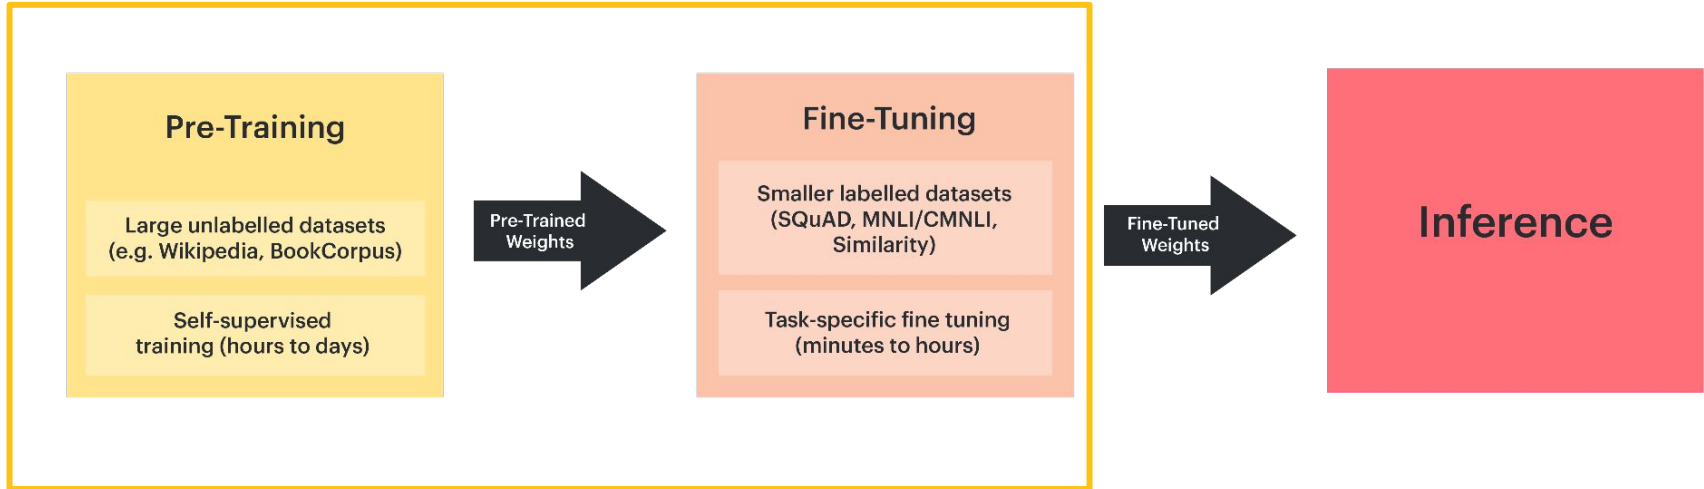 Pre-Training
Large unlabelled datasets
(e.g. Wikipedia, BookCorpus)
Self-supervised
training (hours to days)
Pre-Trained
Weights
Fine-Tuning
Smaller labelled datasets
(SQuAD, MNLI/CMNLI,
Similarity)
Task-specific fine tuning
(minutes to hours)
Fine-Tuned
Weights
Inference